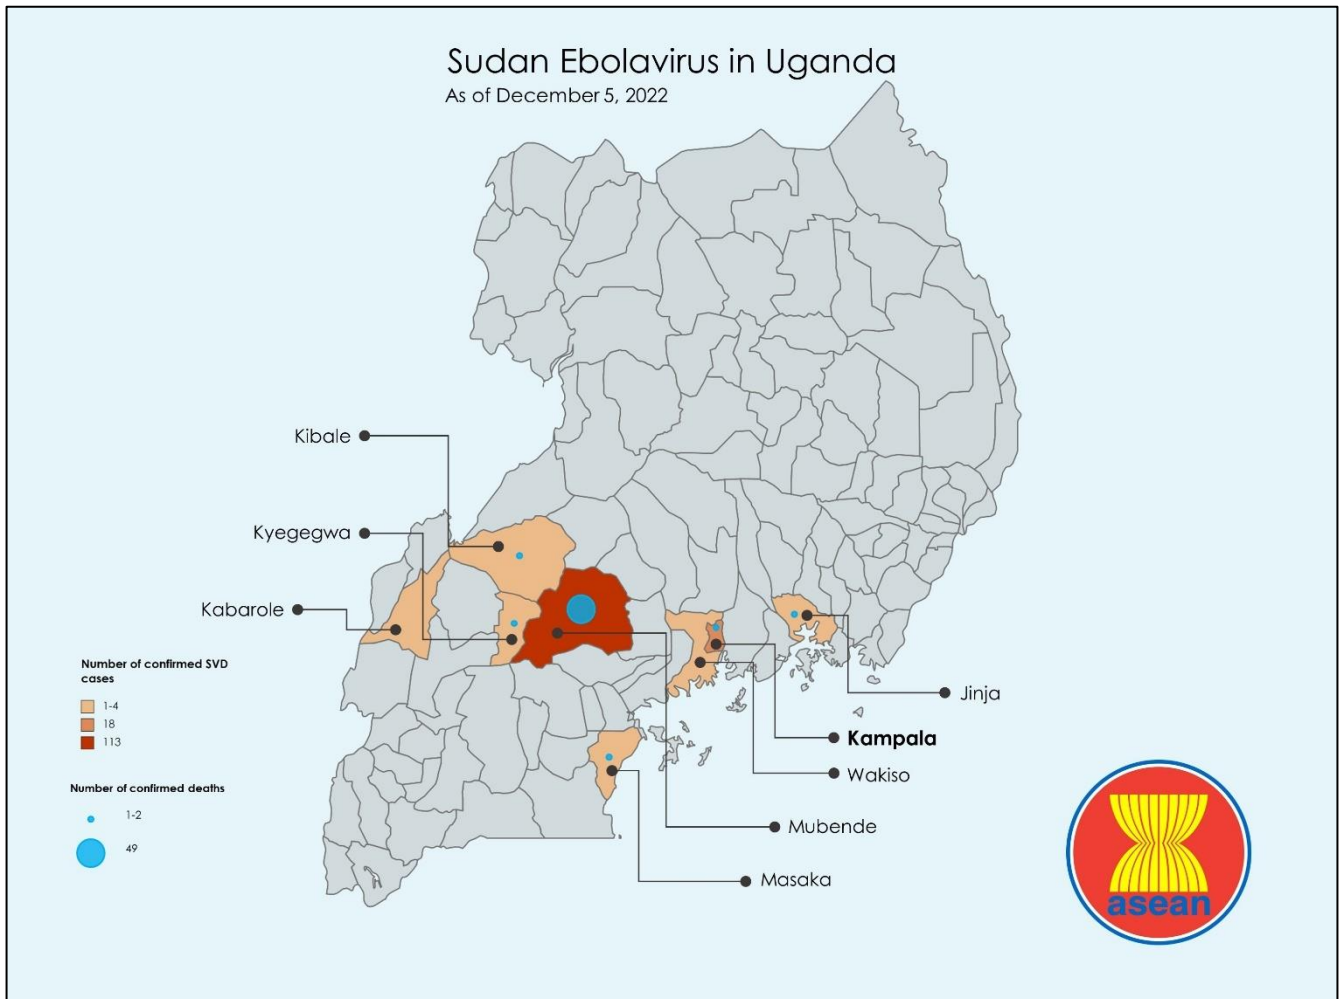 Sudan Ebolavirus in Uganda
As of December 5, 2022
Kibale
Kyegegwa
Kabarole
Number of confirmed SVD
cases
1-4
18
113
Number of confirmed deaths
1-2
49
Jinja
Kampala
Wakiso
Mubende
Masaka
asean